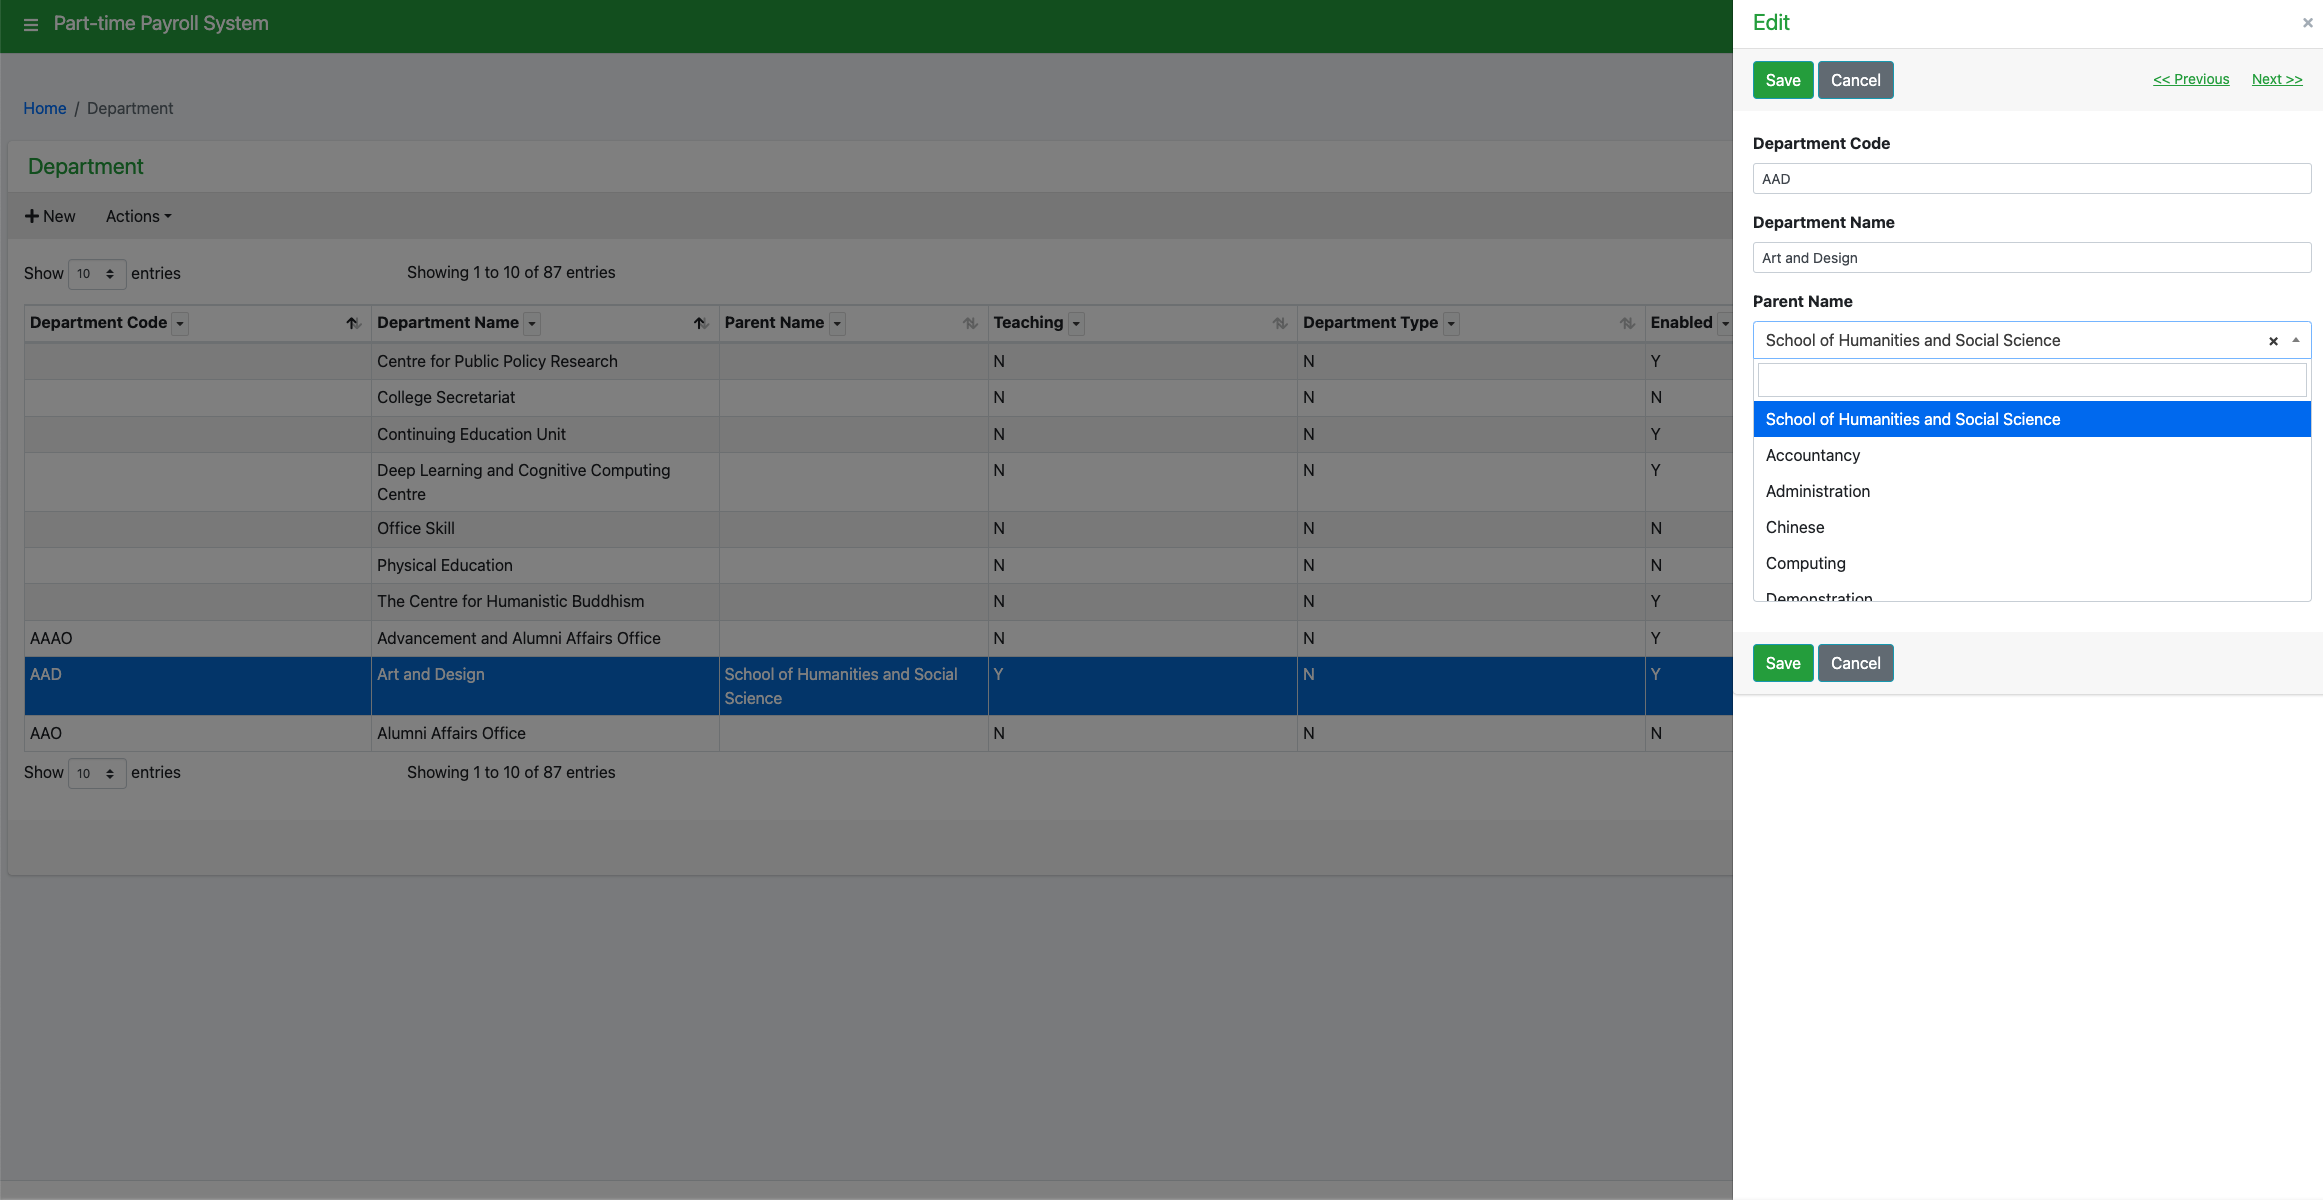 Part-time Payroll System
Home / Department
Department
New Actions
Show 10 entries Showing 1 to 10 of 87 entries
Department Code Department Name Parent Name Teaching Department Type Enabled
Centre for Public Policy Research N N Y
College Secretariat N N N
Continuing Education Unit N N Y
Deep Learning and Cognitive Computing N N Y
Centre
Office Skill N N N
Physical Education N N N
The Centre for Humanistic Buddhism N N Y
AAAO Advancement and Alumni Affairs Office N N Y
AAD Art and Design School of Humanities and Social Y N Y
Science
AAO Alumni Affairs Office N N N
Show 10 entries Showing 1 to 10 of 87 entries
Edit ×
Save Cancel << Previous Next >>
Department Code
AAD
Department Name
Art and Design
Parent Name
School of Humanities and Social Science ×
School of Humanities and Social Science
Accountancy
Administration
Chinese
Computing
Demonstration
Save Cancel